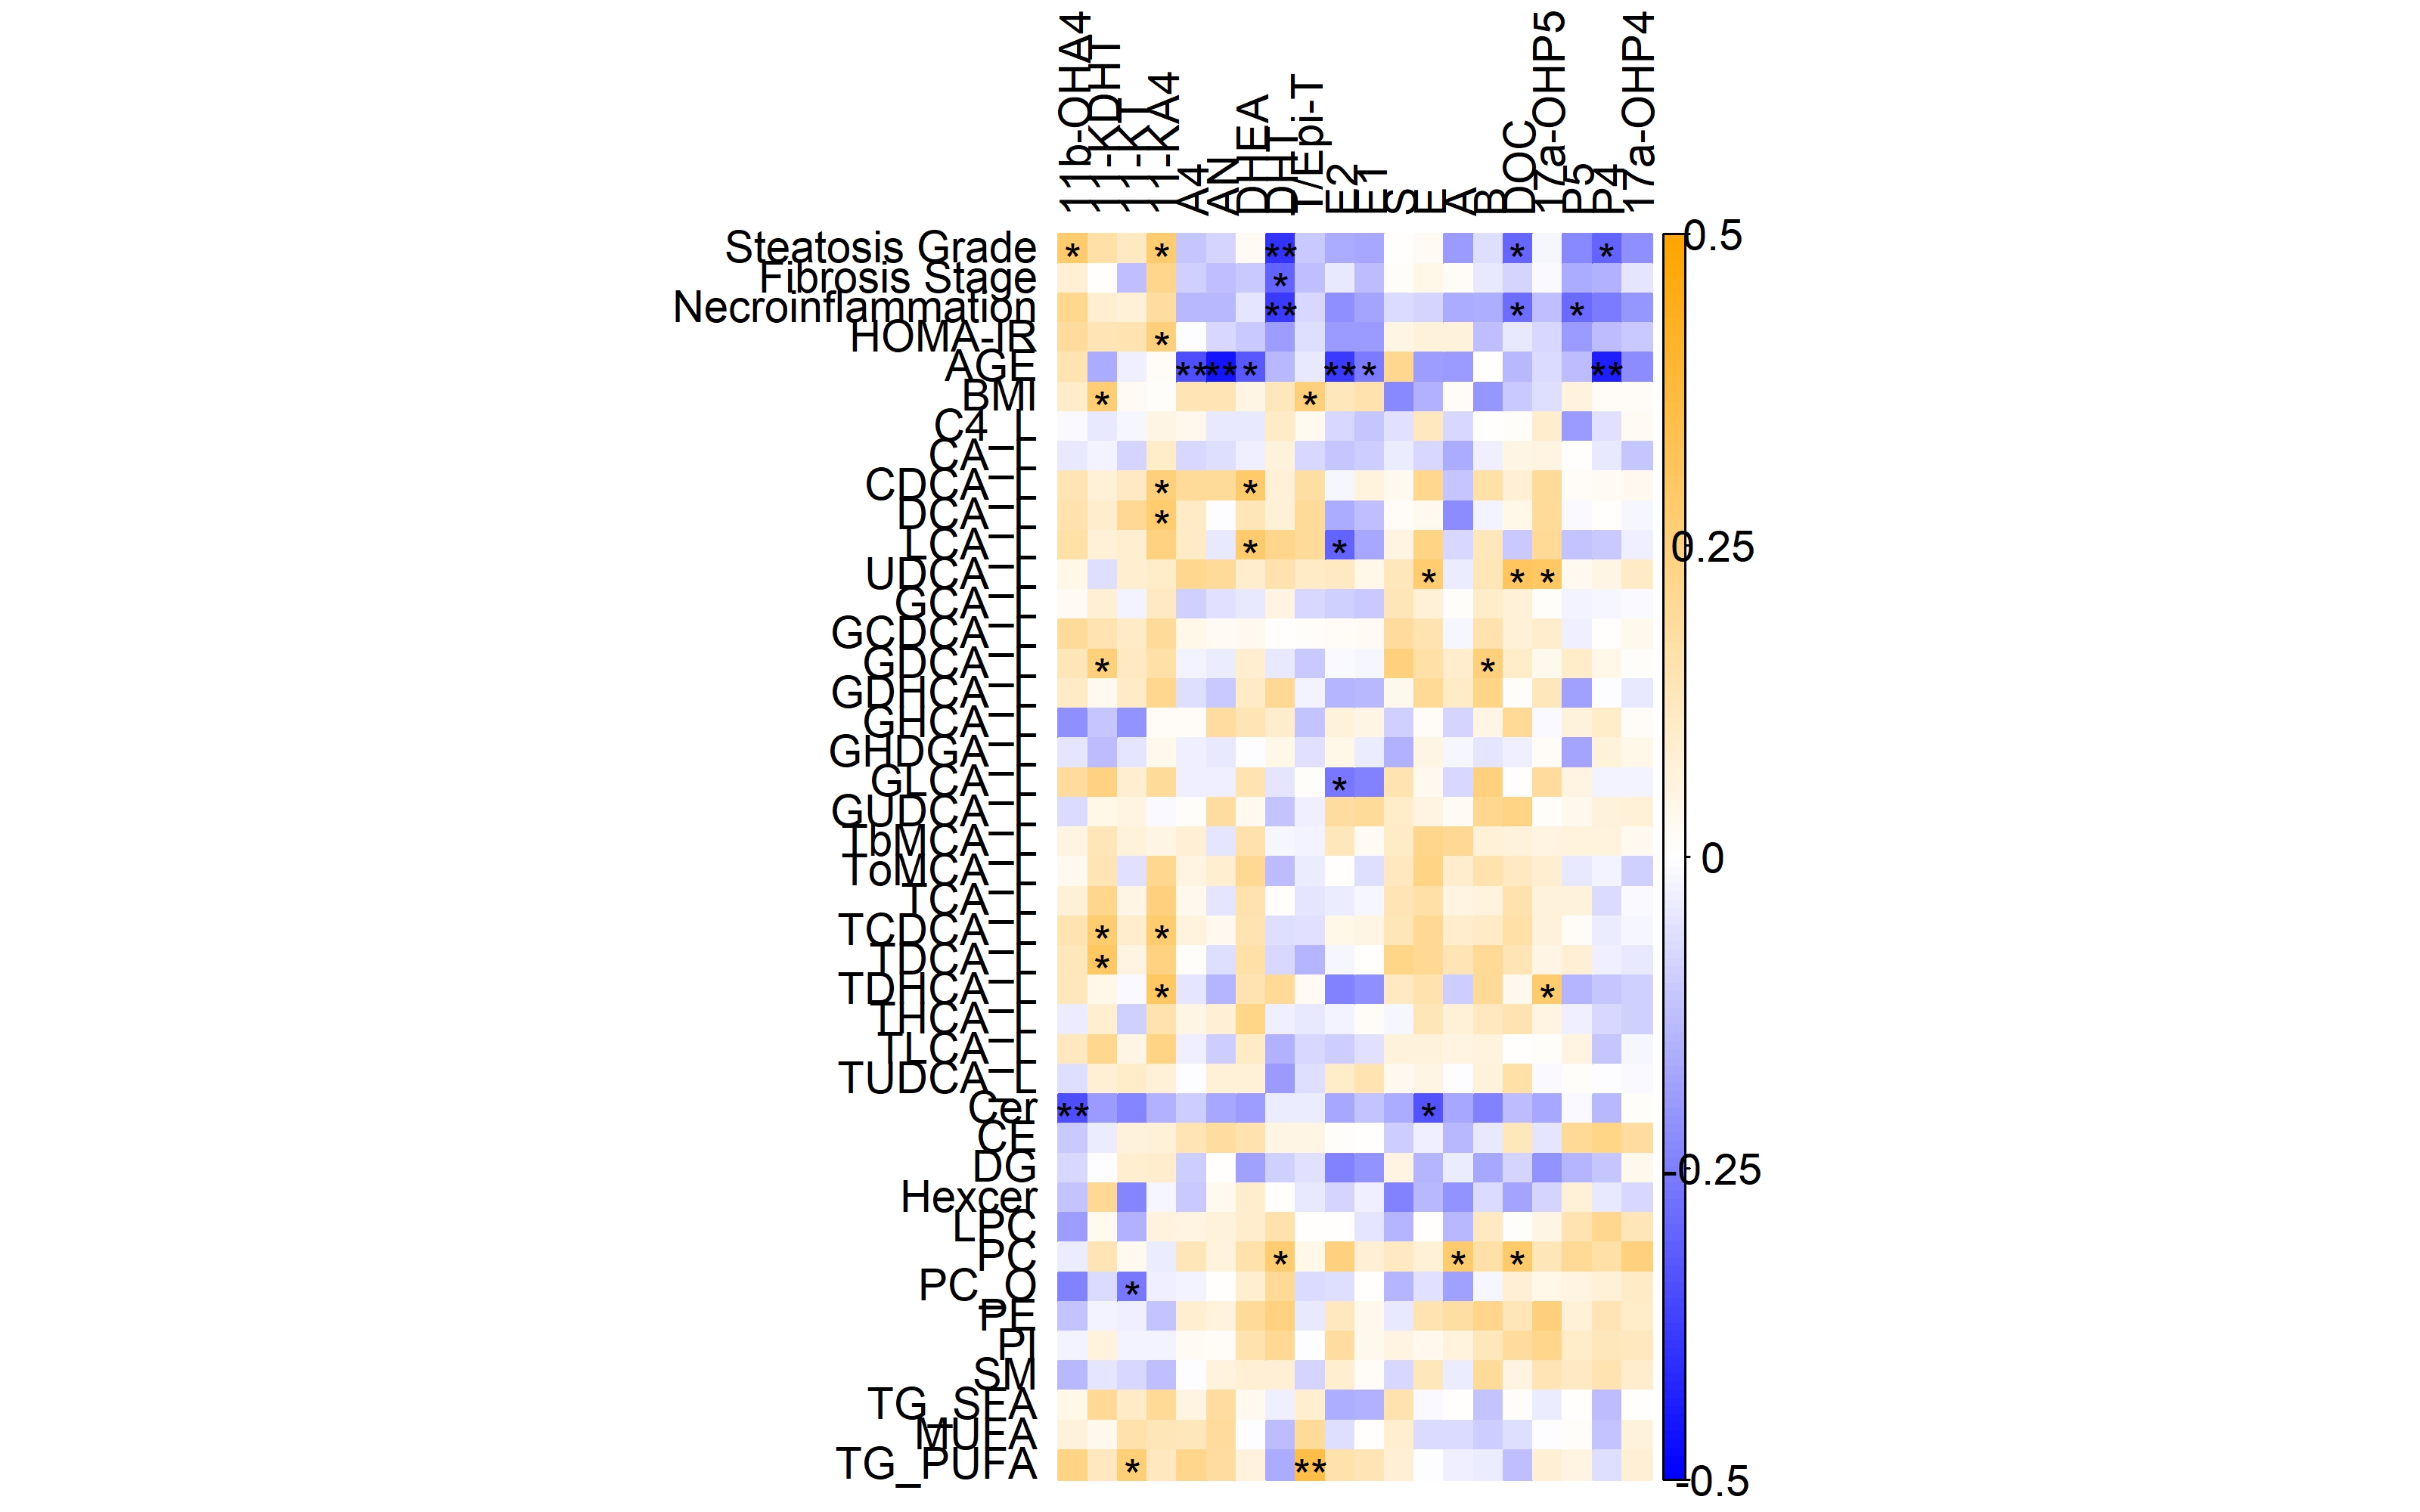 11b-OHA4
11-KDHT
11-KT
11-KA4
A4
AN
DHEA
DHT
T/Epi-T
E2
E1
S
E
A
B
DOC
17a-OHP5
P5
P4
17a-OHP4
Steatosis Grade * * ** * *
Fibrosis Stage *
Necroinflammation ** * *
HOMA-IR *
AGE ** ** * ** * **
BMI * *
C4_L
CA_L
CDCA_L * *
DCA_L *
LCA_L * *
UDCA_L * * *
GCA_L
GCDCA_L
GDCA_L * *
GDHCA_L
GHCA_L
GHDGA_L
GLCA_L *
GUDCA_L
TbMCA_L
ToMCA_L
TCA_L
TCDCA_L * *
TDCA_L *
TDHCA_L * *
THCA_L
TLCA_L
TUDCA_L
Cer ** *
CE
DG
Hexcer
LPC
PC * * *
PC_O *
PE
PI
SM
TG_SFA
MUFA
TG_PUFA * **
0.5
0.25
0
-0.25
-0.5